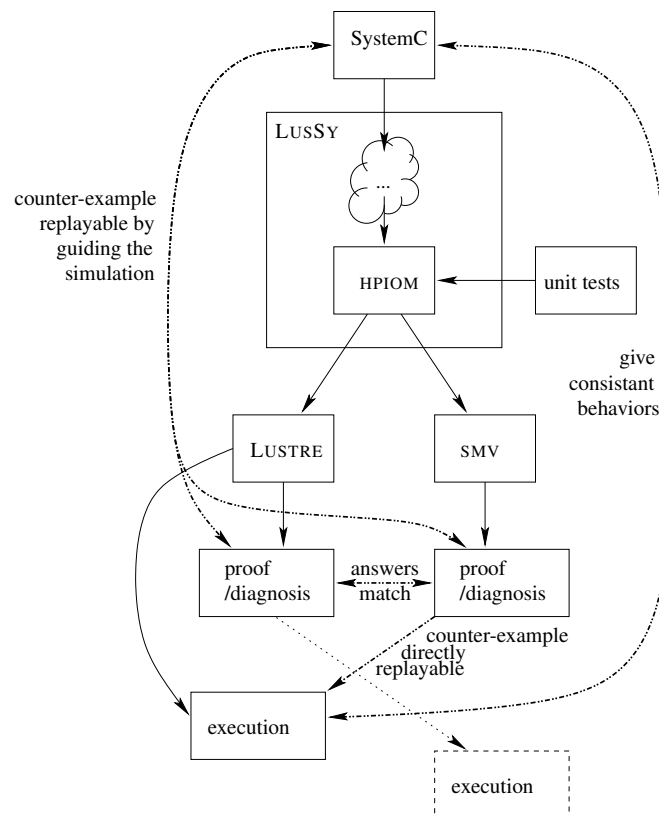 SystemC
LUSSY
...
counter-example
replayable by
guiding the
simulation
HPIOM
unit tests
give
consistant
behaviors
LUSTRE
SMV
proof
/diagnosis
answers
match
proof
/diagnosis
counter-example
directly
replayable
execution
execution